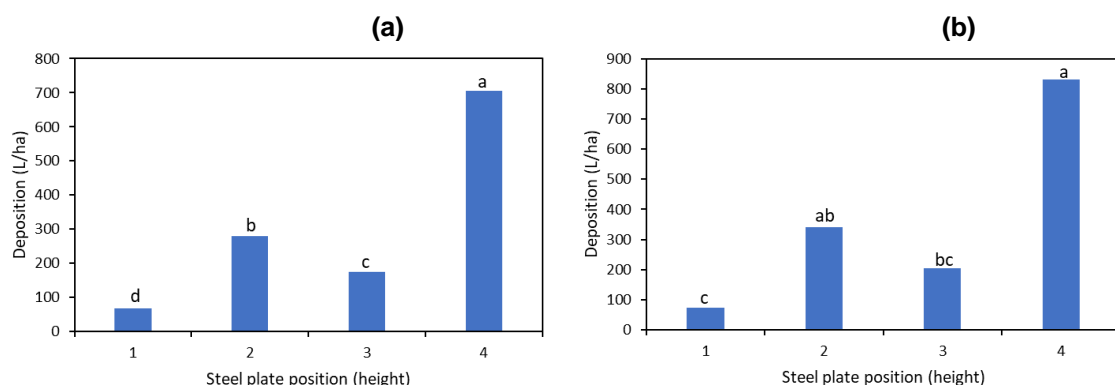 (a)
800
700
600
500
400
300
200
100
0
Deposition (L/ha)
d
b
c
a
1 2 3 4
Steel plate position (height)
(b)
900
800
700
600
500
400
300
200
100
0
Deposition (L/ha)
c
ab
bc
a
1 2 3 4
Steel plate position (height)